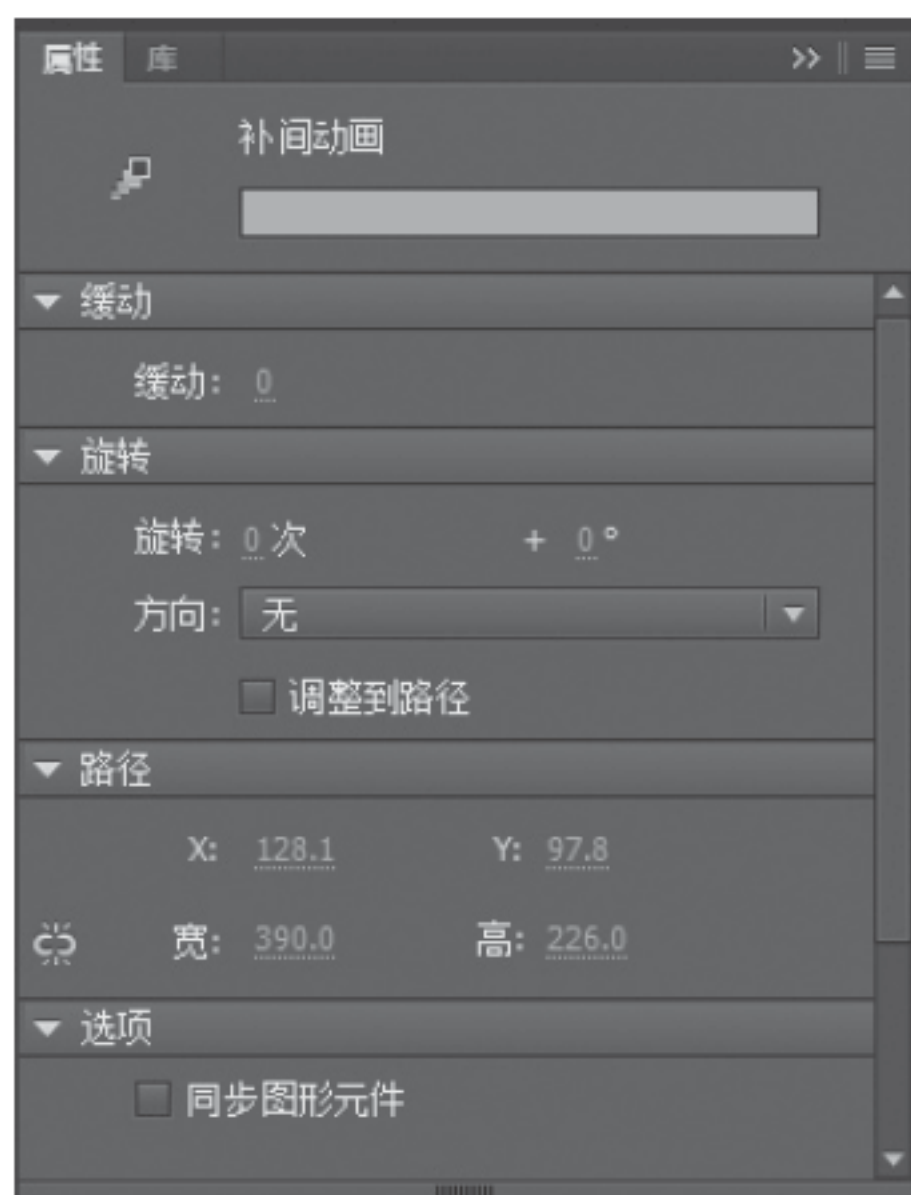 属性 库
补间动画
缓动
缓动: 0
旋转
旋转: 0 次 + 0°
方向: 无
调整到路径
路径
X: 128.1 Y: 97.8
宽: 390.0 高: 226.0
选项
同步图形元件